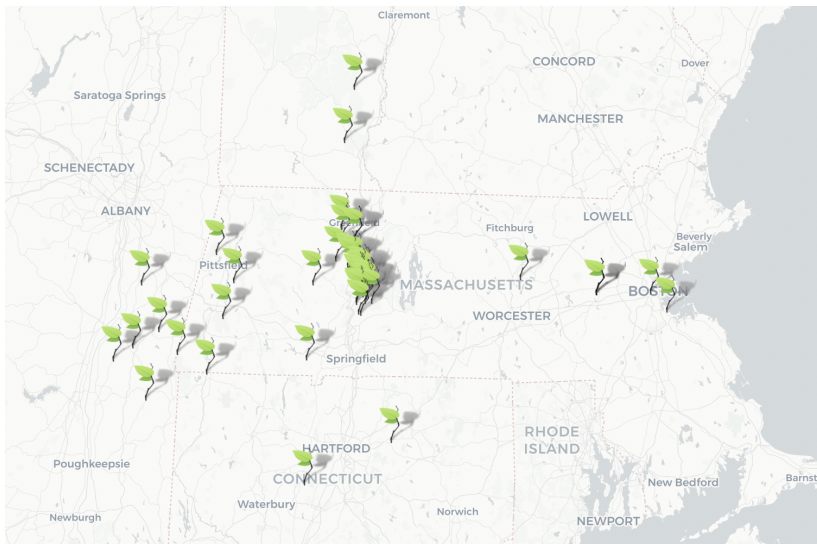 Claremont
CONCORD
Dover
Saratoga Springs
MANCHESTER
SCHENECTADY
ALBANY
LOWELL
Greenfield
Fitchburg
Beverly
Salem
Pittsfield
MASSACHUSETTS
BOSTON
WORCESTER
Springfield
RHODE
ISLAND
HARTFORD
Poughkeepsie
CONNECTICUT
New Bedford
Barnst
Waterbury
Norwich
Newburgh
NEWPORT